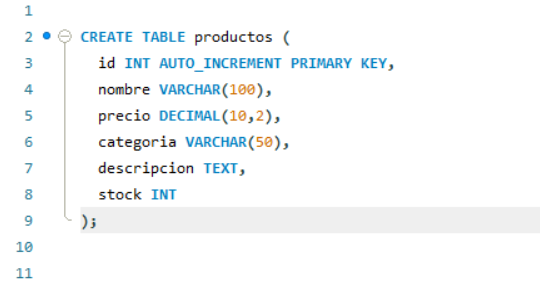 1
2 CREATE TABLE productos (
3 id INT AUTO_INCREMENT PRIMARY KEY,
4 nombre VARCHAR(100),
5 precio DECIMAL(10,2),
6 categoria VARCHAR(50),
7 descripcion TEXT,
8 stock INT
9 );
10
11